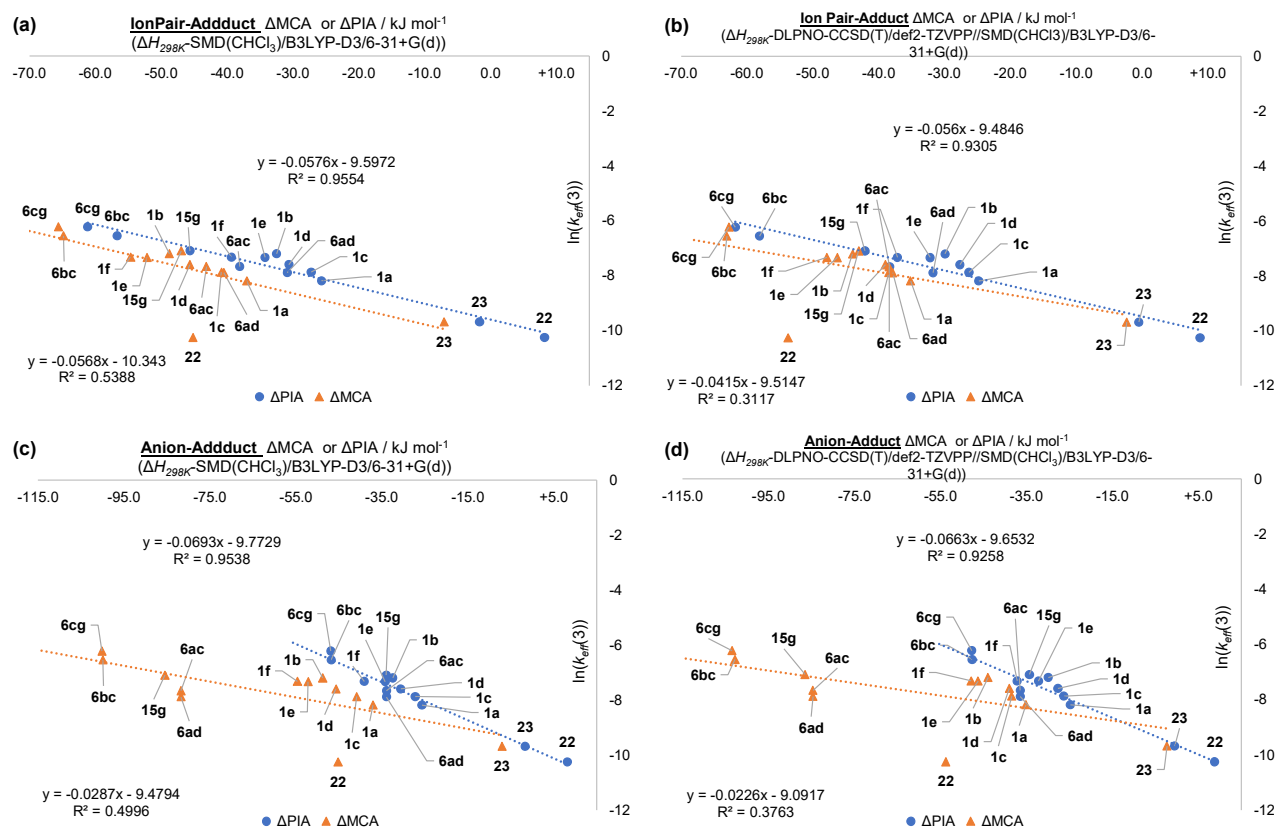 (a)
IonPair-Addduct ΔMCA or ΔPIA / kJ mol-1
(ΔH298K-SMD(CHCl3)/B3LYP-D3/6-31+G(d))
-70.0 -60.0 -50.0 -40.0 -30.0 -20.0 -10.0 0.0 +10.0
0
-2
-4
-6
-8
-10
-12
ln(keff(3))
y = -0.0576x - 9.5972
R² = 0.9554
6cg 6cg 6bc 1b 15g 1f 6ac 1e 1b 6ad 1d 1c 1a 23 22
6bc 1f 1e 15g 1d 6ac 1c 6ad 1a 23
22
y = -0.0568x - 10.343
R² = 0.5388
ΔPIA ΔMCA
(b)
Ion Pair-Adduct ΔMCA or ΔPIA / kJ mol-1
(ΔH298K-DLPNO-CCSD(T)/def2-TZVPP//SMD(CHCl3)/B3LYP-D3/6-
31+G(d))
-70.0 -60.0 -50.0 -40.0 -30.0 -20.0 -10.0 0.0 +10.0
0
-2
-4
-6
-8
-10
-12
ln(keff(3))
y = -0.056x - 9.4846
R² = 0.9305
6cg 6bc 15g 6ac 1f 1e 6ad 1b 1d 1c 1a 23 22
6cg 6bc 1f 1e 1b 15g 1d 1c 6ac 6ad 1a 23
22
y = -0.0415x - 9.5147
R² = 0.3117
ΔPIA ΔMCA
(c)
Anion-Addduct ΔMCA or ΔPIA / kJ mol-1
(ΔH298K-SMD(CHCl3)/B3LYP-D3/6-31+G(d))
-115.0 -95.0 -75.0 -55.0 -35.0 -15.0 +5.0
0
-2
-4
-6
-8
-10
-12
ln(keff(3))
y = -0.0693x - 9.7729
R² = 0.9538
6cg 6bc 1e 1f 15g 1b 6ac 1d 1c 1a 6ad 23 22
6cg 6bc 15g 6ac 6ad 1f 1b 1e 1d 1c 1a 23
22
y = -0.0287x - 9.4794
R² = 0.4996
ΔPIA ΔMCA
(d)
Anion-Adduct ΔMCA or ΔPIA / kJ mol-1
(ΔH298K-DLPNO-CCSD(T)/def2-TZVPP//SMD(CHCl3)/B3LYP-D3/6-
31+G(d))
-115.0 -95.0 -75.0 -55.0 -35.0 -15.0 +5.0
0
-2
-4
-6
-8
-10
-12
ln(keff(3))
y = -0.0663x - 9.6532
R² = 0.9258
6cg 6bc 1f 6ac 15g 1e 1b 1d 1c 1a 6ad 23 22
6cg 6bc 15g 6ac 6ad 1f 1e 1b 1d 1c 1a 23
22
y = -0.0226x - 9.0917
R² = 0.3763
ΔPIA ΔMCA